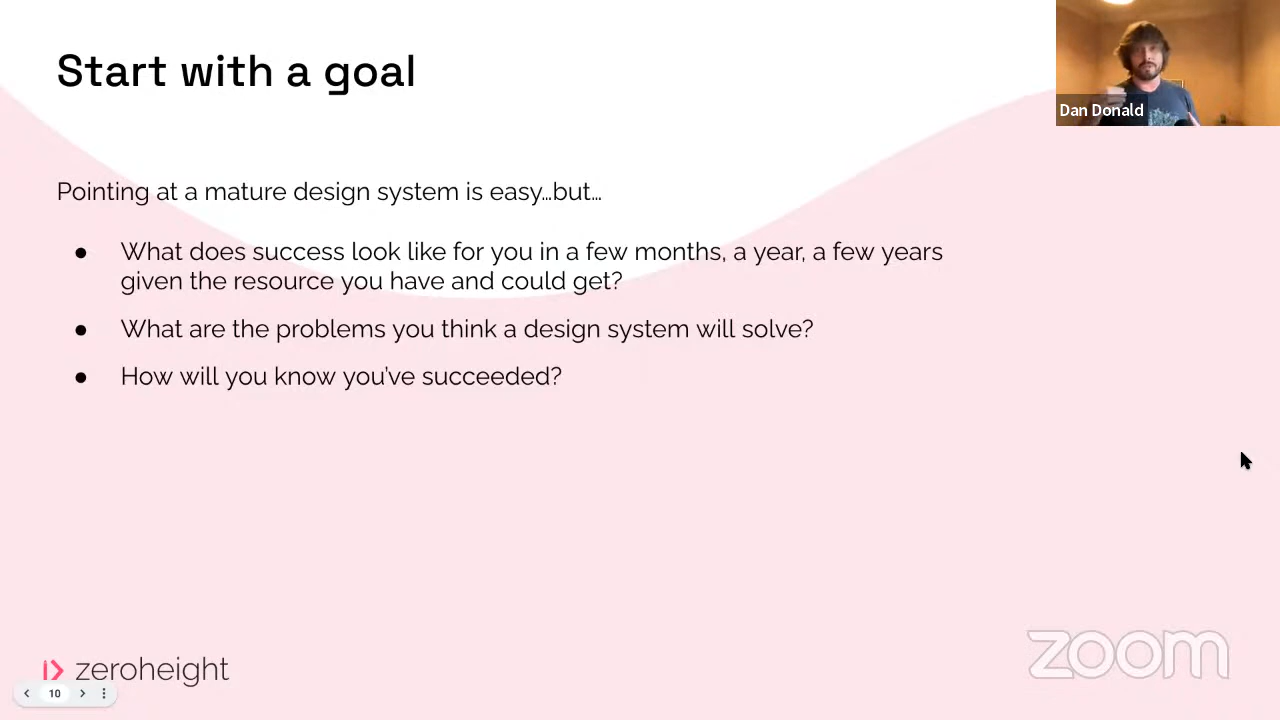 Start with a goal
Dan Donald
Pointing at a mature design system is easy…but…
● What does success look like for you in a few months, a year, a few years
given the resource you have and could get?
● What are the problems you think a design system will solve?
● How will you know you’ve succeeded?
zeroheight
zoom
10